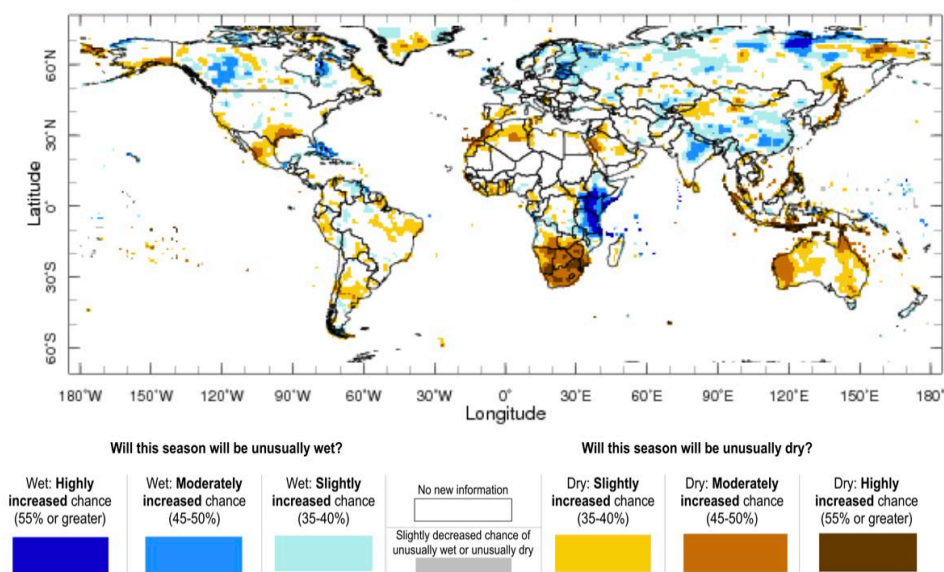 60°N
30°N
0°
30°S
60°S
Latitude
180°W 150°W 120°W 90°W 60°W 30°W 0° 30°E 60°E 90°E 120°E 150°E 180°
Longitude
Will this season will be unusually wet?
Will this season will be unusually dry?
Wet: Highly
increased chance
(55% or greater)
Wet: Moderately
increased chance
(45-50%)
Wet: Slightly
increased chance
(35-40%)
No new information
Slightly decreased chance of
unusually wet or unusually dry
Dry: Slightly
increased chance
(35-40%)
Dry: Moderately
increased chance
(45-50%)
Dry: Highly
increased chance
(55% or greater)